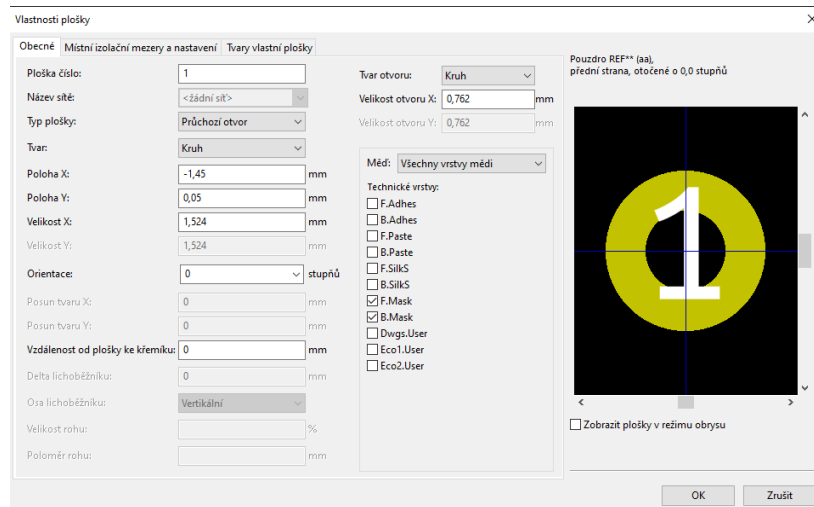 Vlastnosti plošky
Obecné Místní izolační mezery a nastavení Tvary vlastní plošky
Ploška číslo: 1
Název sítě: <žádní síť>
Typ plošky: Průchozí otvor
Tvar: Kruh
Poloha X: -1,45 mm
Poloha Y: 0,05 mm
Velikost X: 1,524 mm
Velikost Y: 1,524 mm
Orientace: 0 stupňů
Posun tvaru X: 0 mm
Posun tvaru Y: 0 mm
Vzdálenost od plošky ke křemíku: 0 mm
Delta lichoběžníku: 0 mm
Osa lichoběžníku: Vertikální
Velikost rohu: %
Poloměr rohu: mm
Tvar otvoru: Kruh
Velikost otvoru X: 0,762 mm
Velikost otvoru Y: 0,762 mm
Měď: Všechny vrstvy mědi
Technické vrstvy:
F.Adhes
B.Adhes
F.Paste
B.Paste
F.SilkS
B.SilkS
F.Mask
B.Mask
Dwgs.User
Eco1.User
Eco2.User
Pouzdro REF** (aa),
přední strana, otočené o 0,0 stupňů
1
Zobrazit plošky v režimu obrysu
OK Zrušit